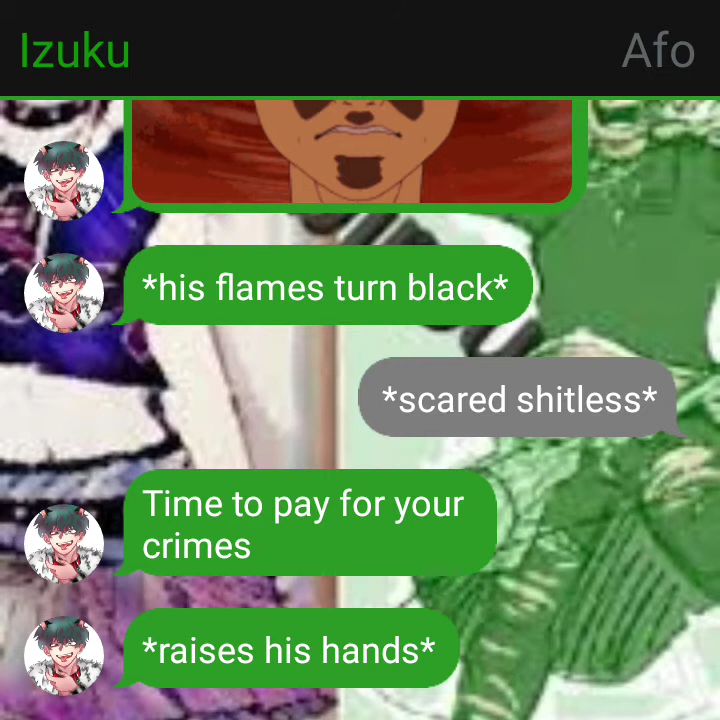 Izuku
Afo
*his flames turn black*
*scared shitless*
Time to pay for your
crimes
*raises his hands*